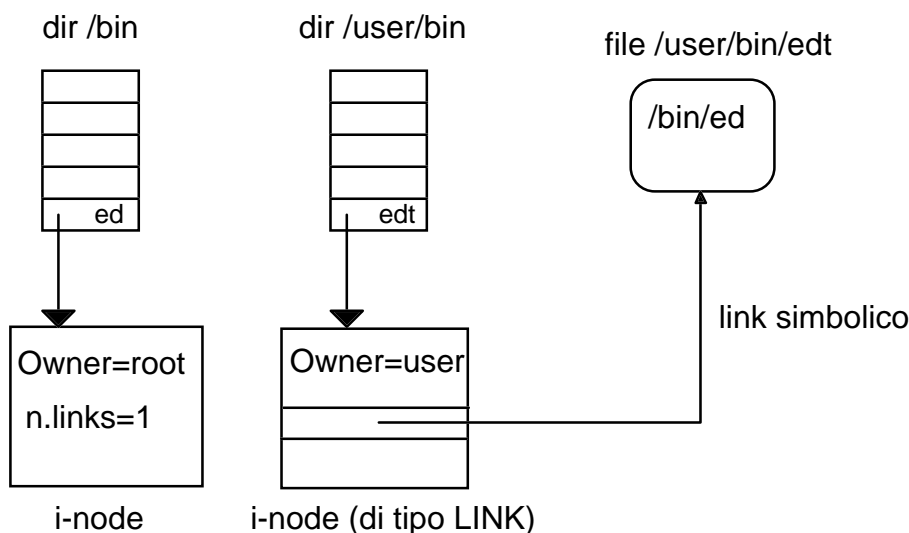 dir /bin
dir /user/bin
file /user/bin/edt
/bin/ed
ed
edt
link simbolico
Owner=root
n.links=1
Owner=user
i-node
i-node (di tipo LINK)